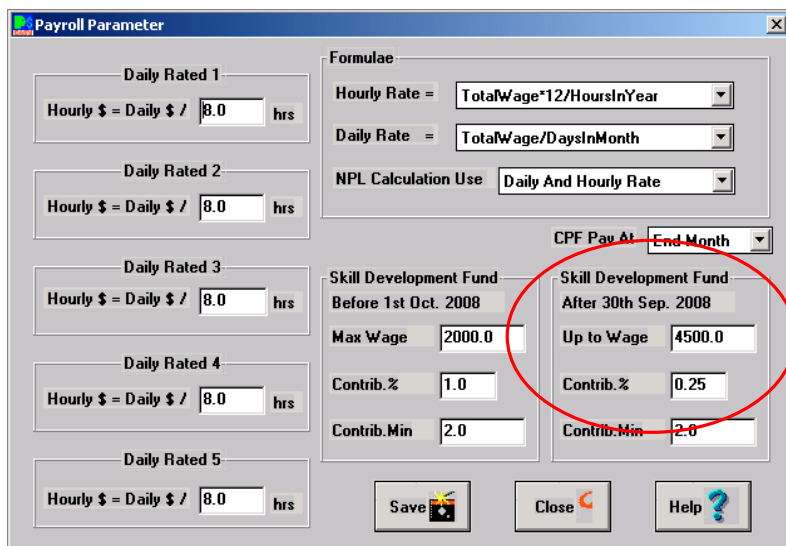 Payroll Parameter
Daily Rated 1
Hourly $ = Daily $ / 8.0 hrs
Daily Rated 2
Hourly $ = Daily $ / 8.0 hrs
Daily Rated 3
Hourly $ = Daily $ / 8.0 hrs
Daily Rated 4
Hourly $ = Daily $ / 8.0 hrs
Daily Rated 5
Hourly $ = Daily $ / 8.0 hrs
Formulae
Hourly Rate = TotalWage*12/HoursInYear
Daily Rate = TotalWage/DaysInMonth
NPL Calculation Use Daily And Hourly Rate
CPF Pay At End Month
Skill Development Fund
Before 1st Oct. 2008
Max Wage 2000.0
Contrib.% 1.0
Contrib.Min 2.0
Skill Development Fund
After 30th Sep. 2008
Up to Wage 4500.0
Contrib.% 0.25
Contrib.Min 2.0
Save
Close
Help